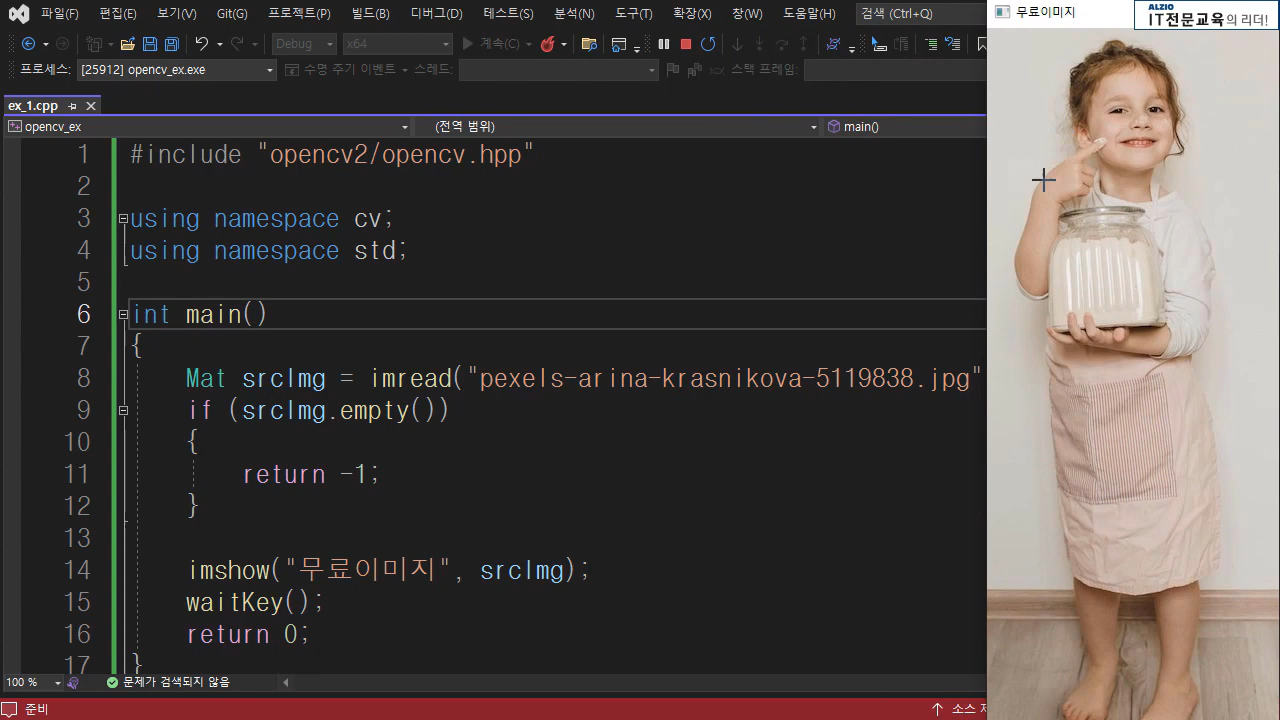 파일(F) 편집(E) 보기(V) Git(G) 프로젝트(P) 빌드(B) 디버그(D) 테스트(S) 분석(N) 도구(T) 확장(X) 창(W) 도움말(H) 검색 (Ctrl+Q)
무료이미지
ALZIO
IT전문교육의 리더!
Debug x64 계속(C)
프로세스: [25912] opencv_ex.exe 수명 주기 이벤트 스레드: 스택 프레임:
ex_1.cpp
opencv_ex (전역 범위) main()
1 #include "opencv2/opencv.hpp"
2
3 using namespace cv;
4 using namespace std;
5
6 int main()
7 {
8 Mat srcImg = imread("pexels-arina-krasnikova-5119838.jpg"
9 if (srcImg.empty())
10 {
11 return -1;
12 }
13
14 imshow("무료이미지", srcImg);
15 waitKey();
16 return 0;
17 }
100 % 문제가 검색되지 않음
준비 소스